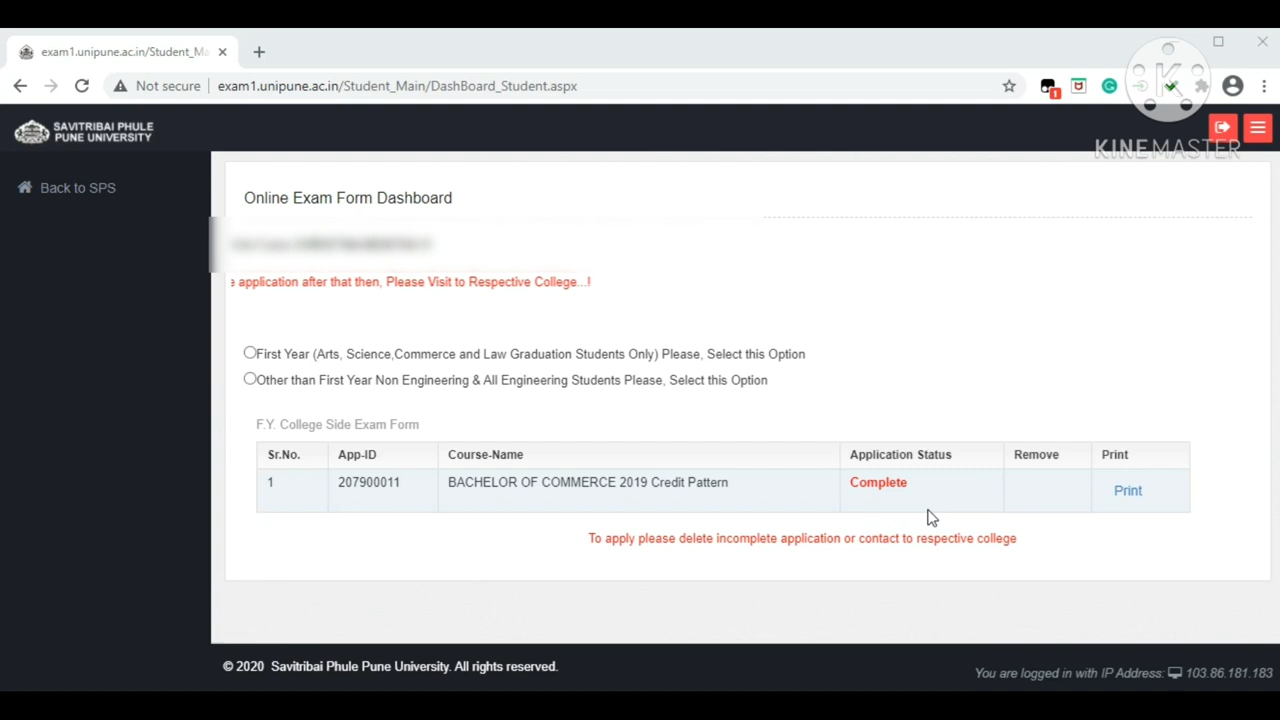 exam1.unipune.ac.in/Student_Ma
Not secure
exam1.unipune.ac.in/Student_Main/DashBoard_Student.aspx
1
K
KINEMASTER
SAVITRIBAI PHULE
PUNE UNIVERSITY
Back to SPS
Online Exam Form Dashboard
e application after that then, Please Visit to Respective College...!
First Year (Arts, Science,Commerce and Law Graduation Students Only) Please, Select this Option
Other than First Year Non Engineering & All Engineering Students Please, Select this Option
F.Y. College Side Exam Form
Sr.No. App-ID Course-Name Application Status Remove Print
1 207900011 BACHELOR OF COMMERCE 2019 Credit Pattern Complete Print
To apply please delete incomplete application or contact to respective college
© 2020 Savitribai Phule Pune University. All rights reserved.
You are logged in with IP Address: 103.86.181.183